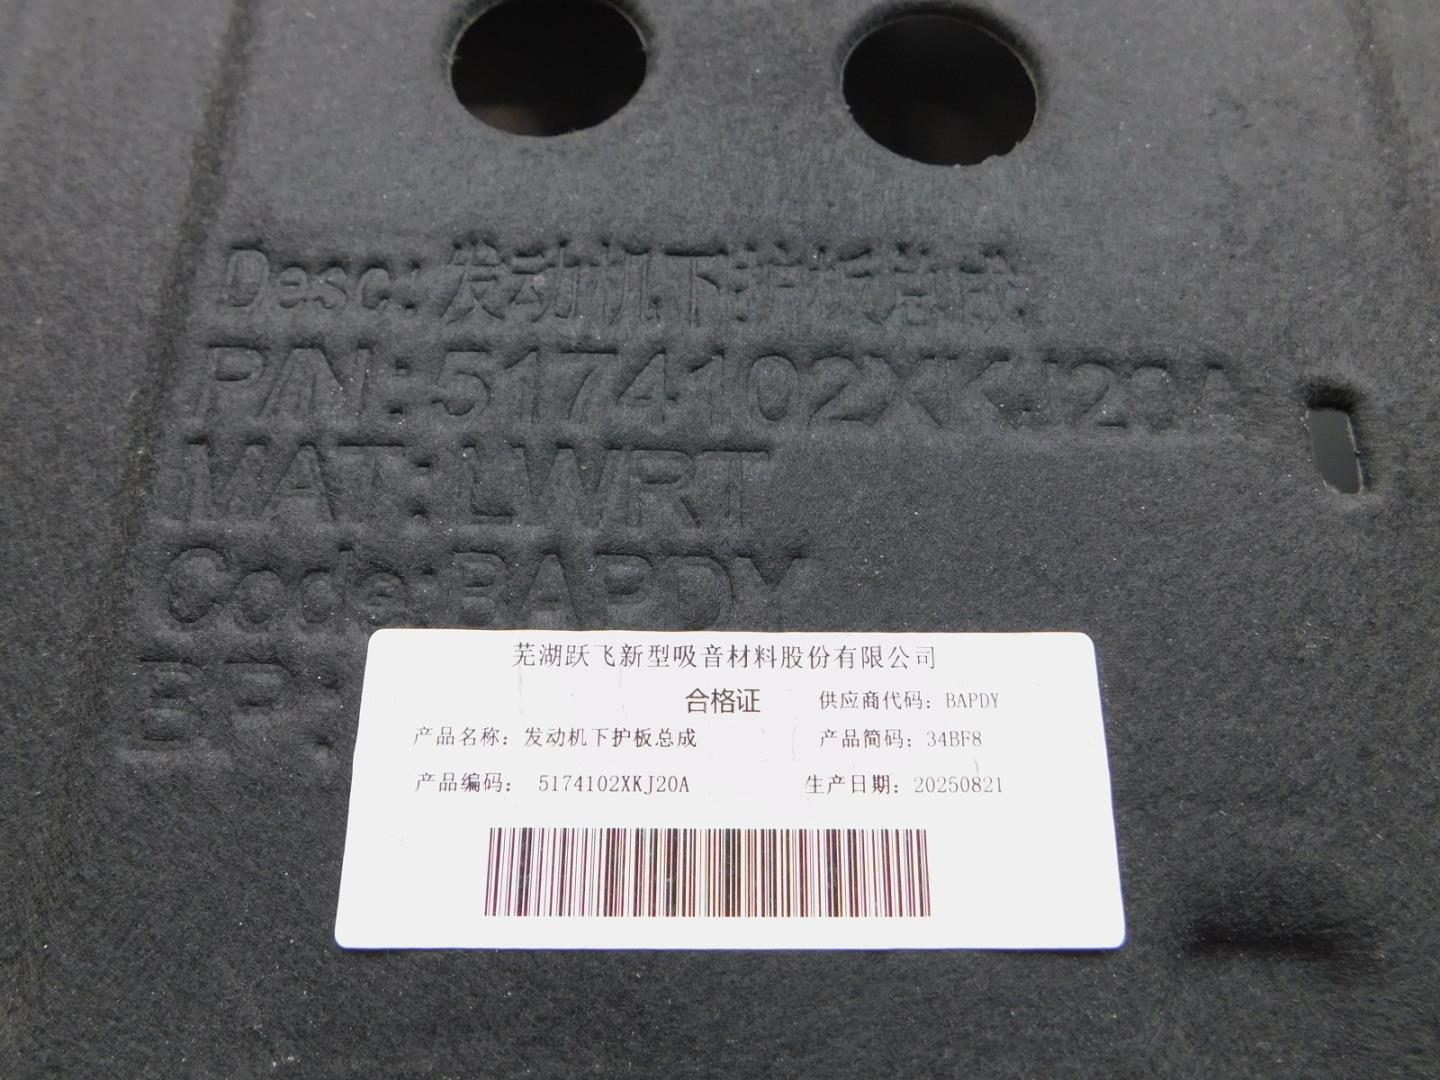 Desc: 发动机下护板总成
P/N: 5174102XKJ20A
MAT: LWRT
Code: BAPDY
BP:
芜湖跃飞新型吸音材料股份有限公司
合格证 供应商代码: BAPDY
产品名称: 发动机下护板总成 产品简码: 34BF8
产品编码: 5174102XKJ20A 生产日期: 20250821